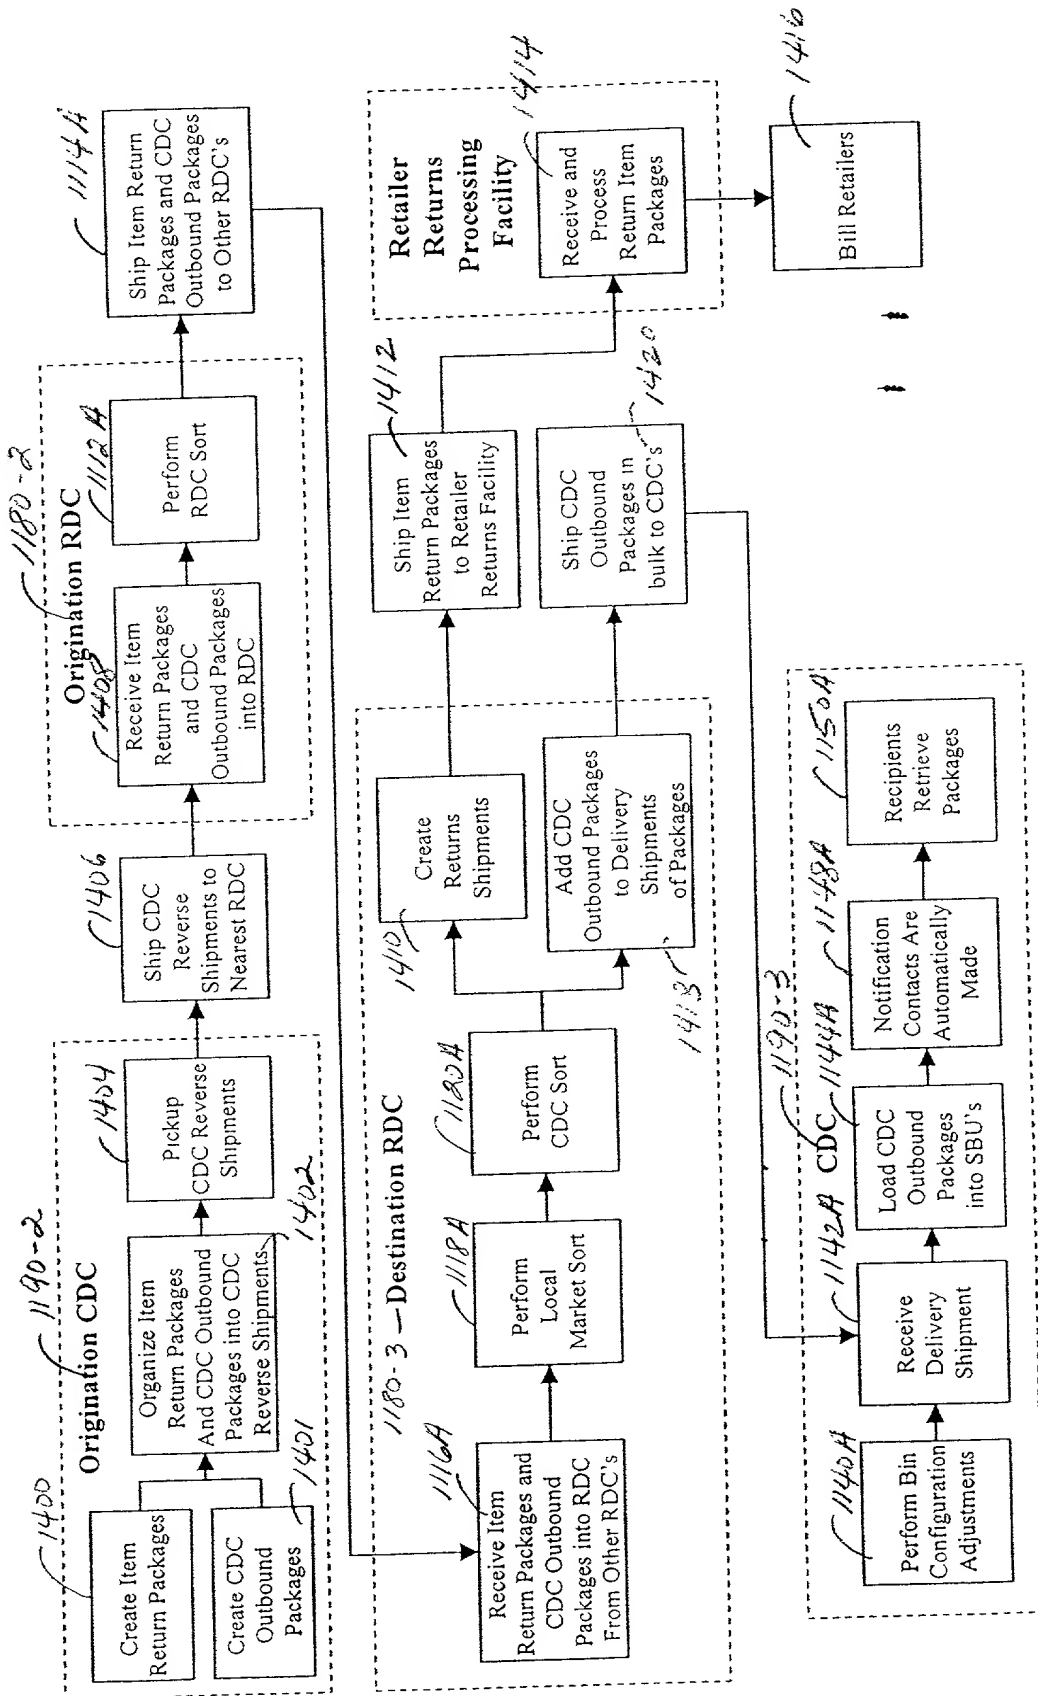 1190-2
Origination CDC
1400
Create Item
Return Packages
Create CDC
Outbound
Packages
1401
Organize Item
Return Packages
And CDC Outbound
Packages into CDC
Reverse Shipments
1402
1404
Pickup
CDC Reverse
Shipments
1406
Ship CDC
Reverse
Shipments to
Nearest RDC
1180-2
Origination RDC
1408
Receive Item
Return Packages
and CDC
Outbound Packages
into RDC
1112A
Perform
RDC Sort
1114A
Ship Item Return
Packages and CDC
Outbound Packages
to Other RDC's
1180-3 — Destination RDC
1116A
Receive Item
Return Packages and
CDC Outbound
Packages into RDC
From Other RDC's
1118A
Perform
Local
Market Sort
1120A
Perform
CDC Sort
1410
Create
Returns
Shipments
Add CDC
Outbound Packages
to Delivery
Shipments
of Packages
1418
1412
Ship Item
Return Packages
to Retailer
Returns Facility
Ship CDC
Outbound
Packages in
bulk to CDC's
1420
Retailer
Returns
Processing
Facility
1414
Receive and
Process
Return Item
Packages
1416
Bill Retailers
1190-3
CDC
1140A
Perform Bin
Configuration
Adjustments
1142A
Receive
Delivery
Shipment
1144A
Load CDC
Outbound
Packages
into SBU's
1148A
Notification
Contacts Are
Automatically
Made
1150A
Recipients
Retrieve
Packages